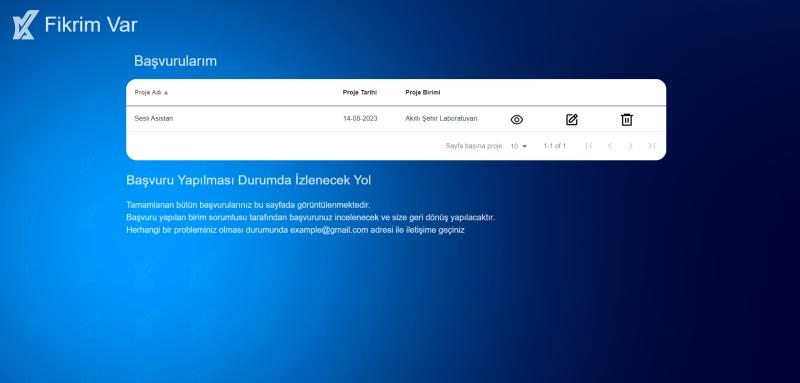 Fikrim Var
Başvurularım
Proje Adı Proje Tarihi Proje Birimi
Sesli Asistan 14-08-2023 Akıllı Şehir Laboratuvarı
Sayfa başına proje: 10 1-1 of 1
Başvuru Yapılması Durumda İzlenecek Yol
Tamamlanan bütün başvurularınız bu sayfada görüntülenmektedir.
Başvuru yapılan birim sorumlusu tarafından başvurunuz incelenecek ve size geri dönüş yapılacaktır.
Herhangi bir probleminiz olması durumunda example@gmail.com adresi ile iletişime geçiniz